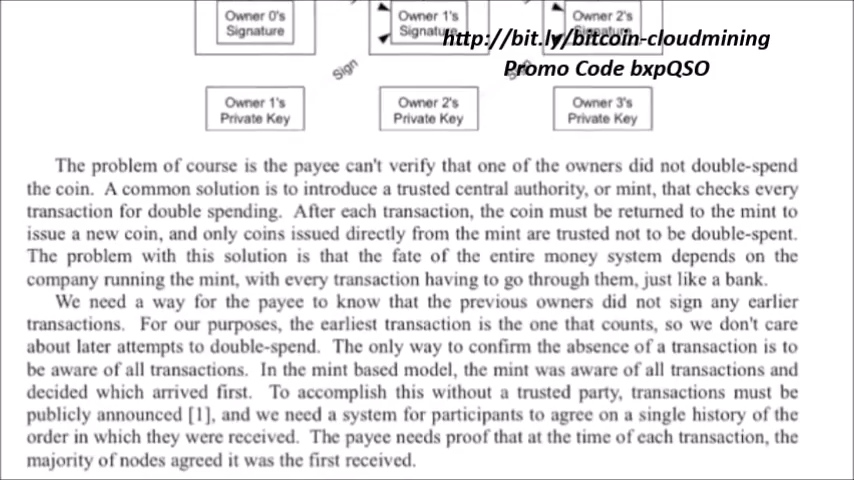 Owner 0's
Signature
Owner 1's
Signature
Owner 2's
Signature
http://bit.ly/bitcoin-cloudmining
Promo Code bxpQSO
Sign
Owner 1's
Private Key
Owner 2's
Private Key
Owner 3's
Private Key
The problem of course is the payee can't verify that one of the owners did not double-spend
the coin. A common solution is to introduce a trusted central authority, or mint, that checks every
transaction for double spending. After each transaction, the coin must be returned to the mint to
issue a new coin, and only coins issued directly from the mint are trusted not to be double-spent.
The problem with this solution is that the fate of the entire money system depends on the
company running the mint, with every transaction having to go through them, just like a bank.
We need a way for the payee to know that the previous owners did not sign any earlier
transactions. For our purposes, the earliest transaction is the one that counts, so we don't care
about later attempts to double-spend. The only way to confirm the absence of a transaction is to
be aware of all transactions. In the mint based model, the mint was aware of all transactions and
decided which arrived first. To accomplish this without a trusted party, transactions must be
publicly announced [1], and we need a system for participants to agree on a single history of the
order in which they were received. The payee needs proof that at the time of each transaction, the
majority of nodes agreed it was the first received.